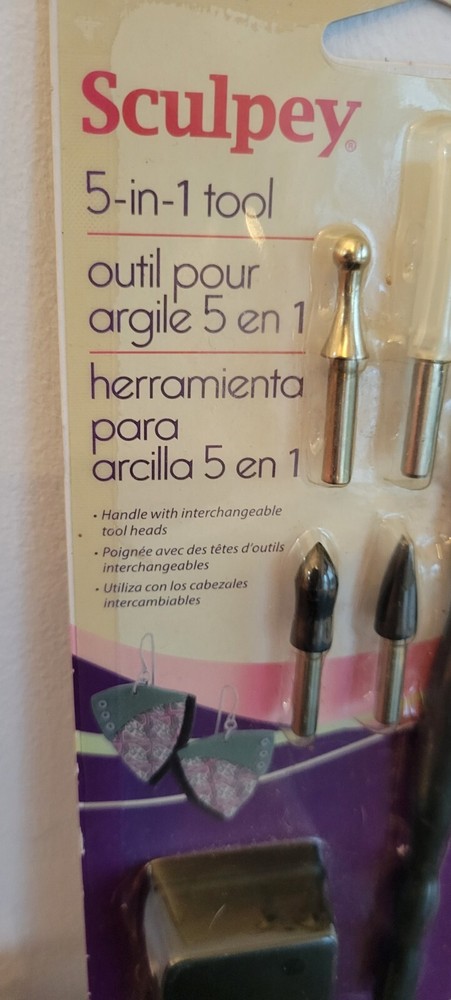 Sculpey®
5-in-1 tool
outil pour
argile 5 en 1
herramienta
para
arcilla 5 en 1
• Handle with interchangeable
tool heads
• Poignée avec des têtes d'outils
interchangeables
• Utiliza con los cabezales
intercambiables